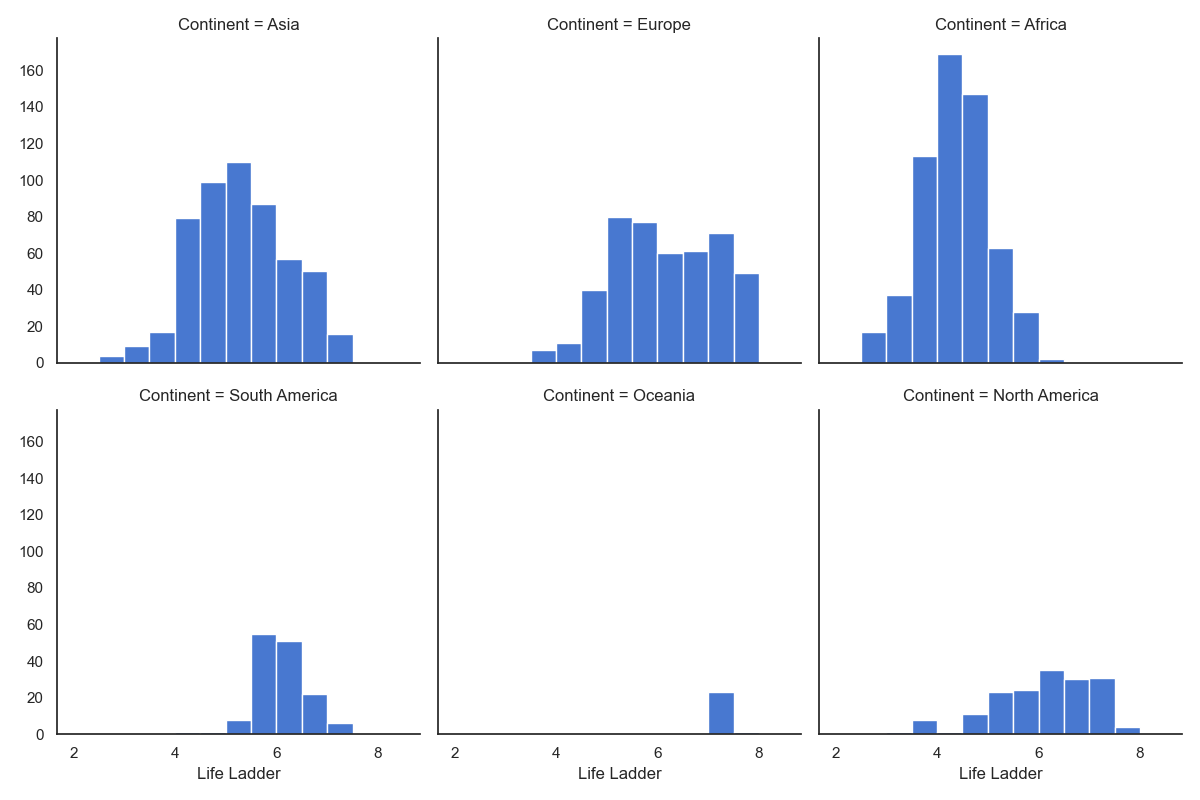 Continent = Asia
Continent = Europe
Continent = Africa
160
140
120
100
80
60
40
20
0
Continent = South America
Continent = Oceania
Continent = North America
160
140
120
100
80
60
40
20
0
2 4 6 8
2 4 6 8
2 4 6 8
Life Ladder
Life Ladder
Life Ladder